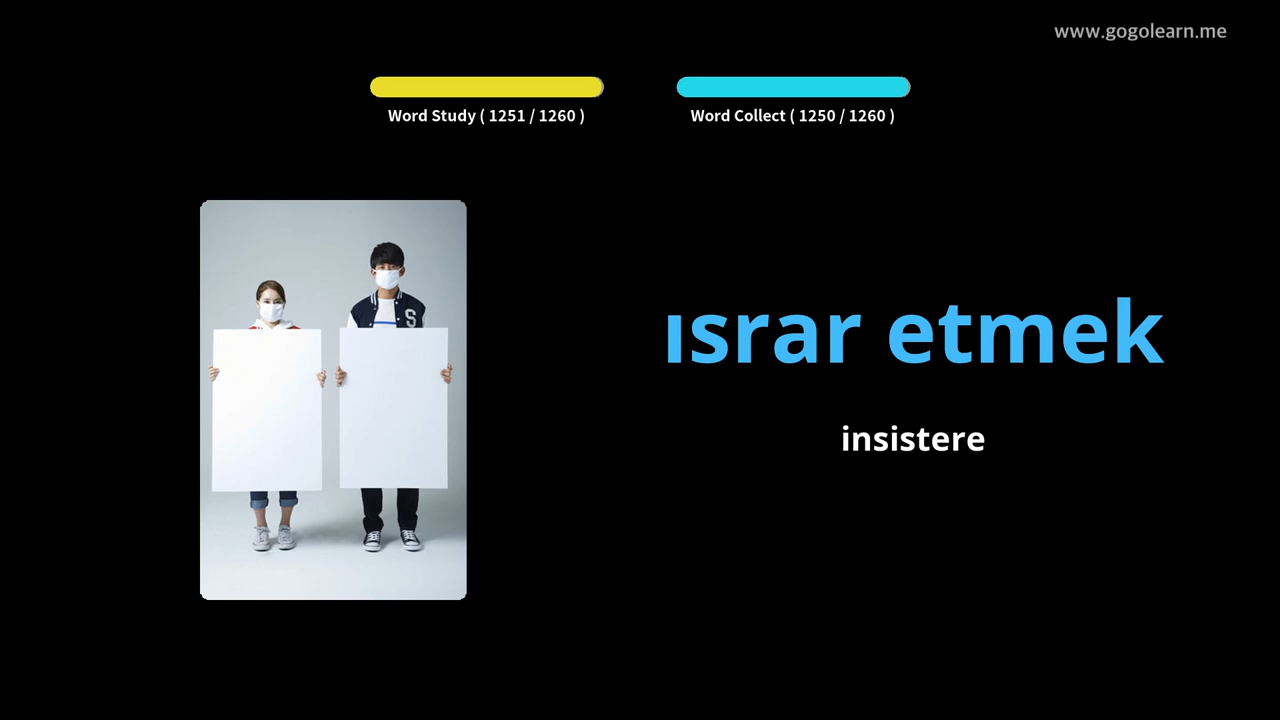 www.gogolearn.me
Word Study ( 1251 / 1260 )
Word Collect ( 1250 / 1260 )
S
ısrar etmek
insistere